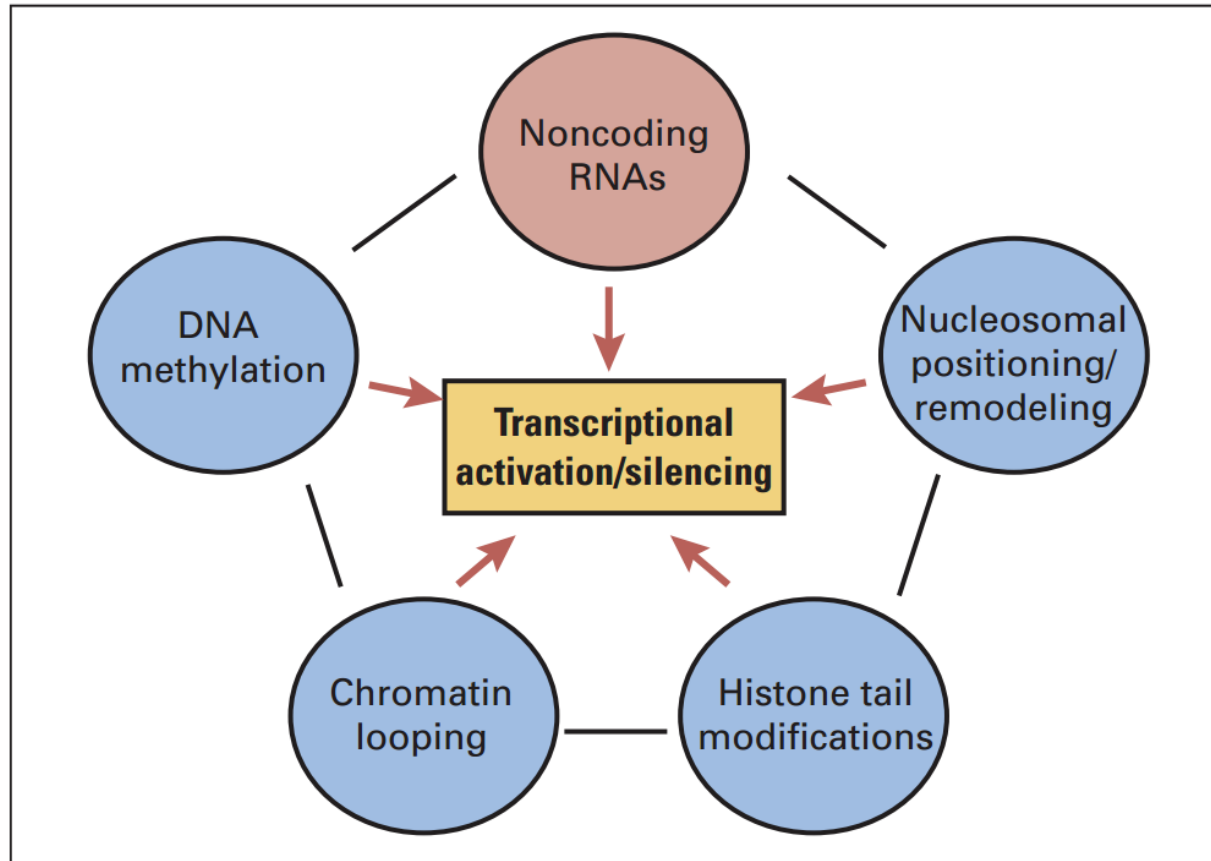 Noncoding
RNAs
DNA
methylation
Nucleosomal
positioning/
remodeling
Transcriptional
activation/silencing
Chromatin
looping
Histone tail
modifications